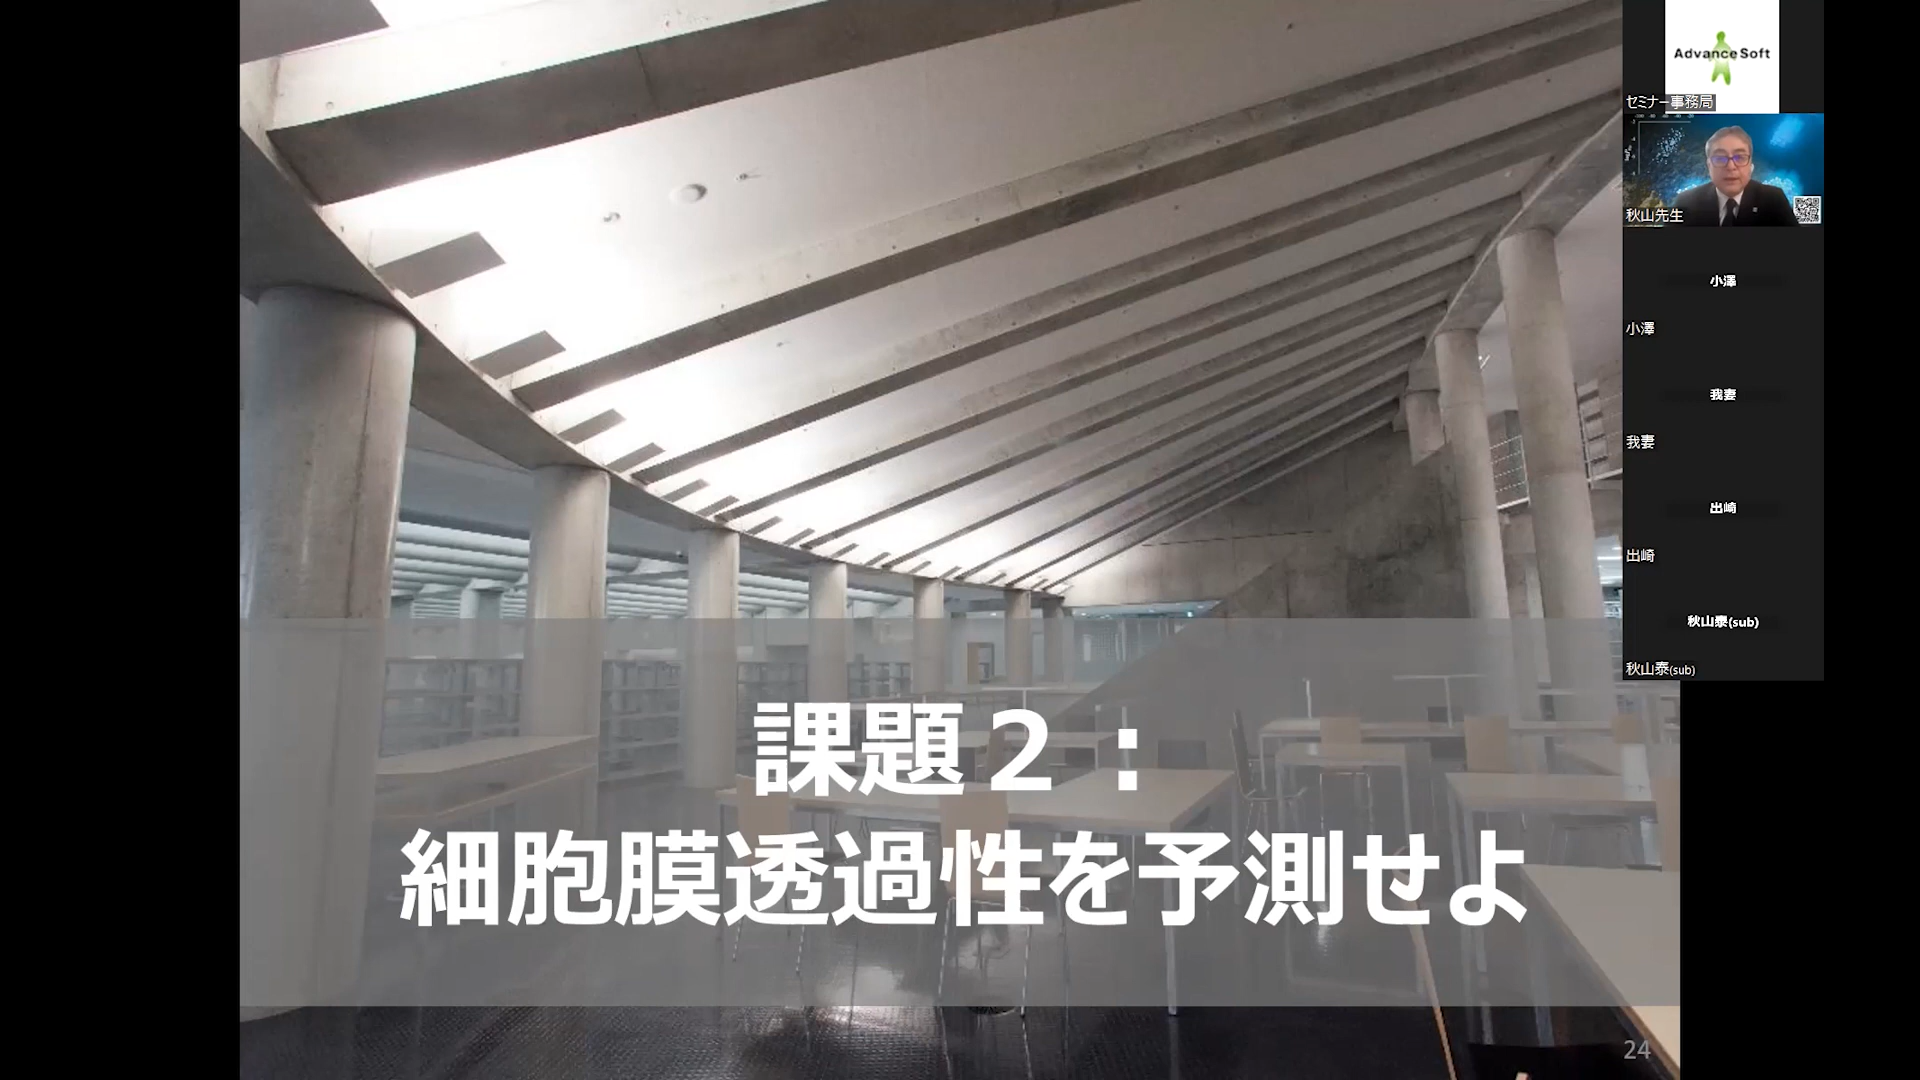 課題２：
細胞膜透過性を予測せよ
24
AdvanceSoft
セミナー事務局
秋山先生
小澤
小澤
我妻
我妻
出崎
出崎
秋山泰(sub)
秋山泰(sub)